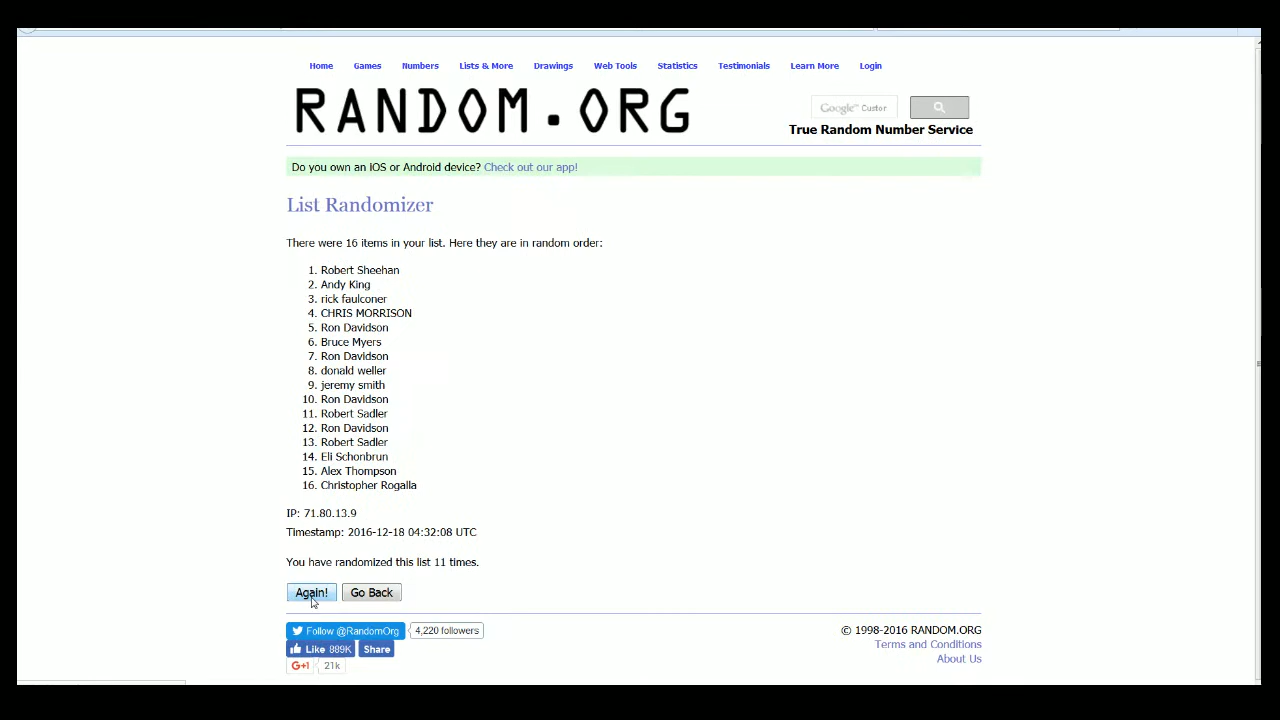 Home Games Numbers Lists & More Drawings Web Tools Statistics Testimonials Learn More Login
RANDOM.ORG
Google™ Custor
True Random Number Service
Do you own an iOS or Android device? Check out our app!
List Randomizer
There were 16 items in your list. Here they are in random order:
1. Robert Sheehan
2. Andy King
3. rick faulconer
4. CHRIS MORRISON
5. Ron Davidson
6. Bruce Myers
7. Ron Davidson
8. donald weller
9. jeremy smith
10. Ron Davidson
11. Robert Sadler
12. Ron Davidson
13. Robert Sadler
14. Eli Schonbrun
15. Alex Thompson
16. Christopher Rogalla
IP: 71.80.13.9
Timestamp: 2016-12-18 04:32:08 UTC
You have randomized this list 11 times.
Again! Go Back
Follow @RandomOrg 4,220 followers
Like 889K Share
G+1 21k
© 1998-2016 RANDOM.ORG
Terms and Conditions
About Us